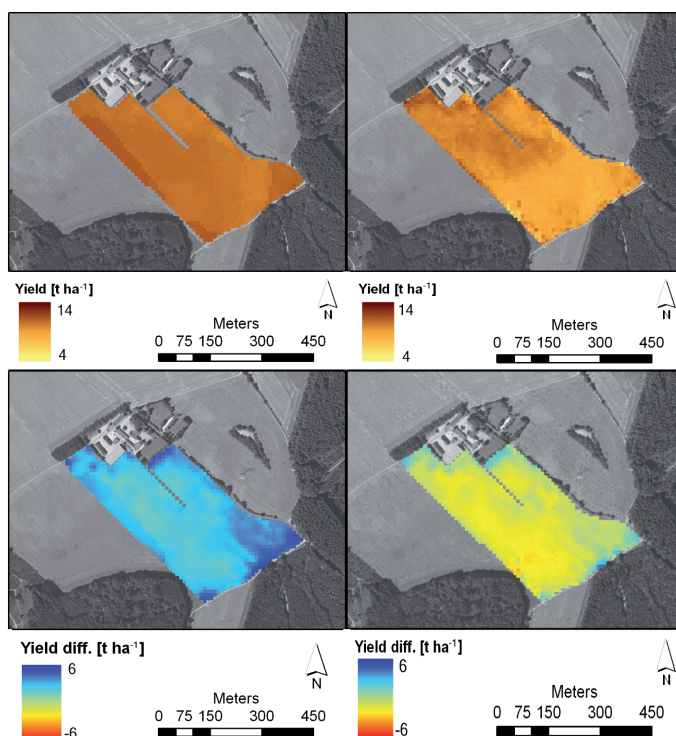 Yield [t ha-1]
14
4
N
Meters
0 75 150 300 450
Yield [t ha-1]
14
4
N
Meters
0 75 150 300 450
Yield diff. [t ha-1]
6
-6
N
Meters
0 75 150 300 450
Yield diff. [t ha-1]
6
-6
N
Meters
0 75 150 300 450